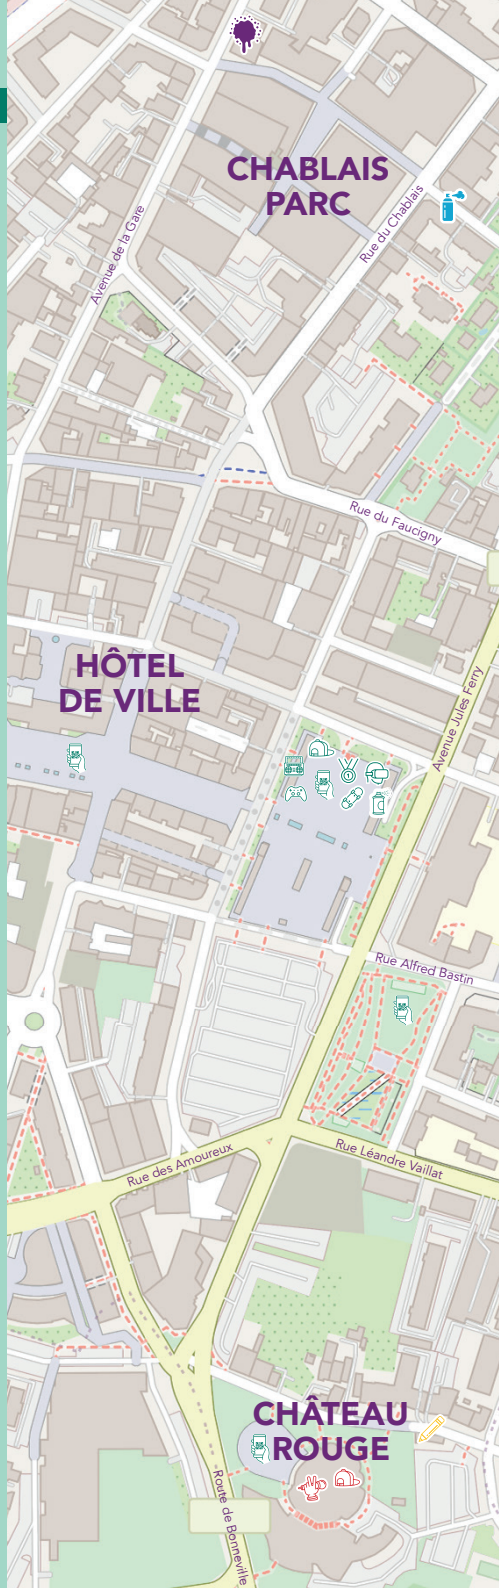 CHABLAIS
PARC
Rue du Chablais
Avenue de la Gare
Rue du Faucigny
HÔTEL
DE VILLE
Avenue Jules Ferry
Rue Alfred Bastin
Rue des Amoureux
Rue Léandre Vaillat
CHÂTEAU
ROUGE
Route de Bonneville